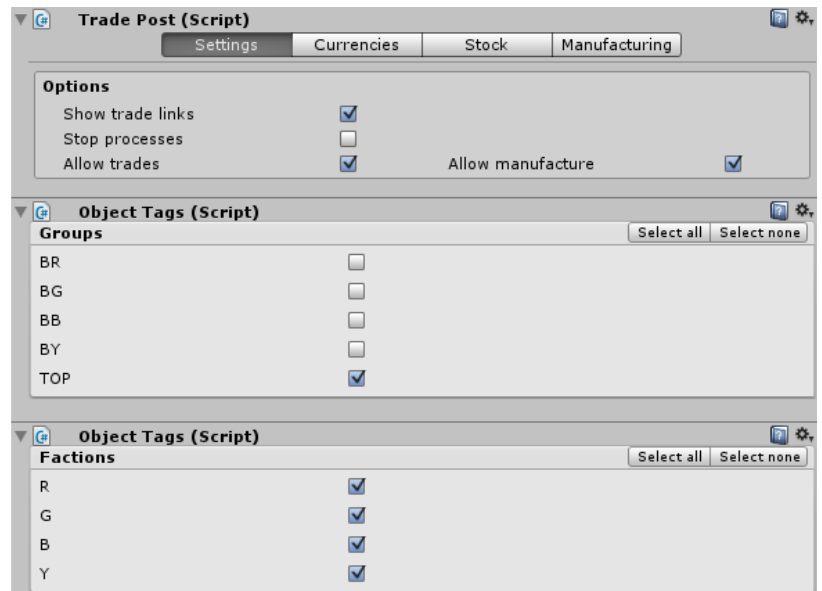 Trade Post (Script)
Settings Currencies Stock Manufacturing
Options
Show trade links
Stop processes
Allow trades Allow manufacture
Object Tags (Script)
Groups Select all Select none
BR
BG
BB
BY
TOP
Object Tags (Script)
Factions Select all Select none
R
G
B
Y